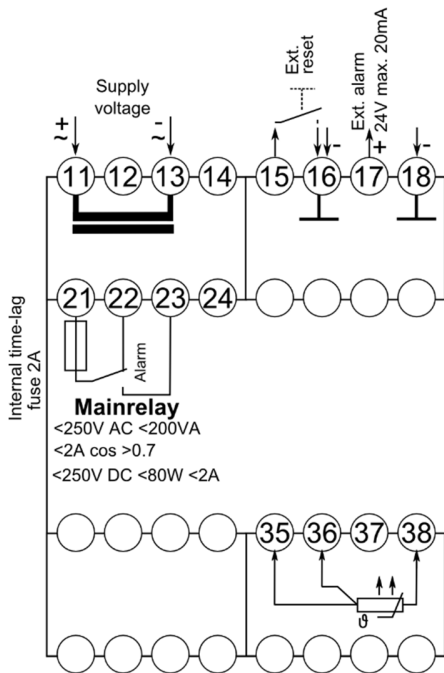 Supply
voltage
Ext.
reset
Ext. alarm
24V max. 20mA
+
~
-
~
-
+
-
11 12 13 14 15 16 17 18
21 22 23 24
Internal time-lag
fuse 2A
Alarm
Mainrelay
<250V AC <200VA
<2A cos >0.7
<250V DC <80W <2A
35 36 37 38
ϑ